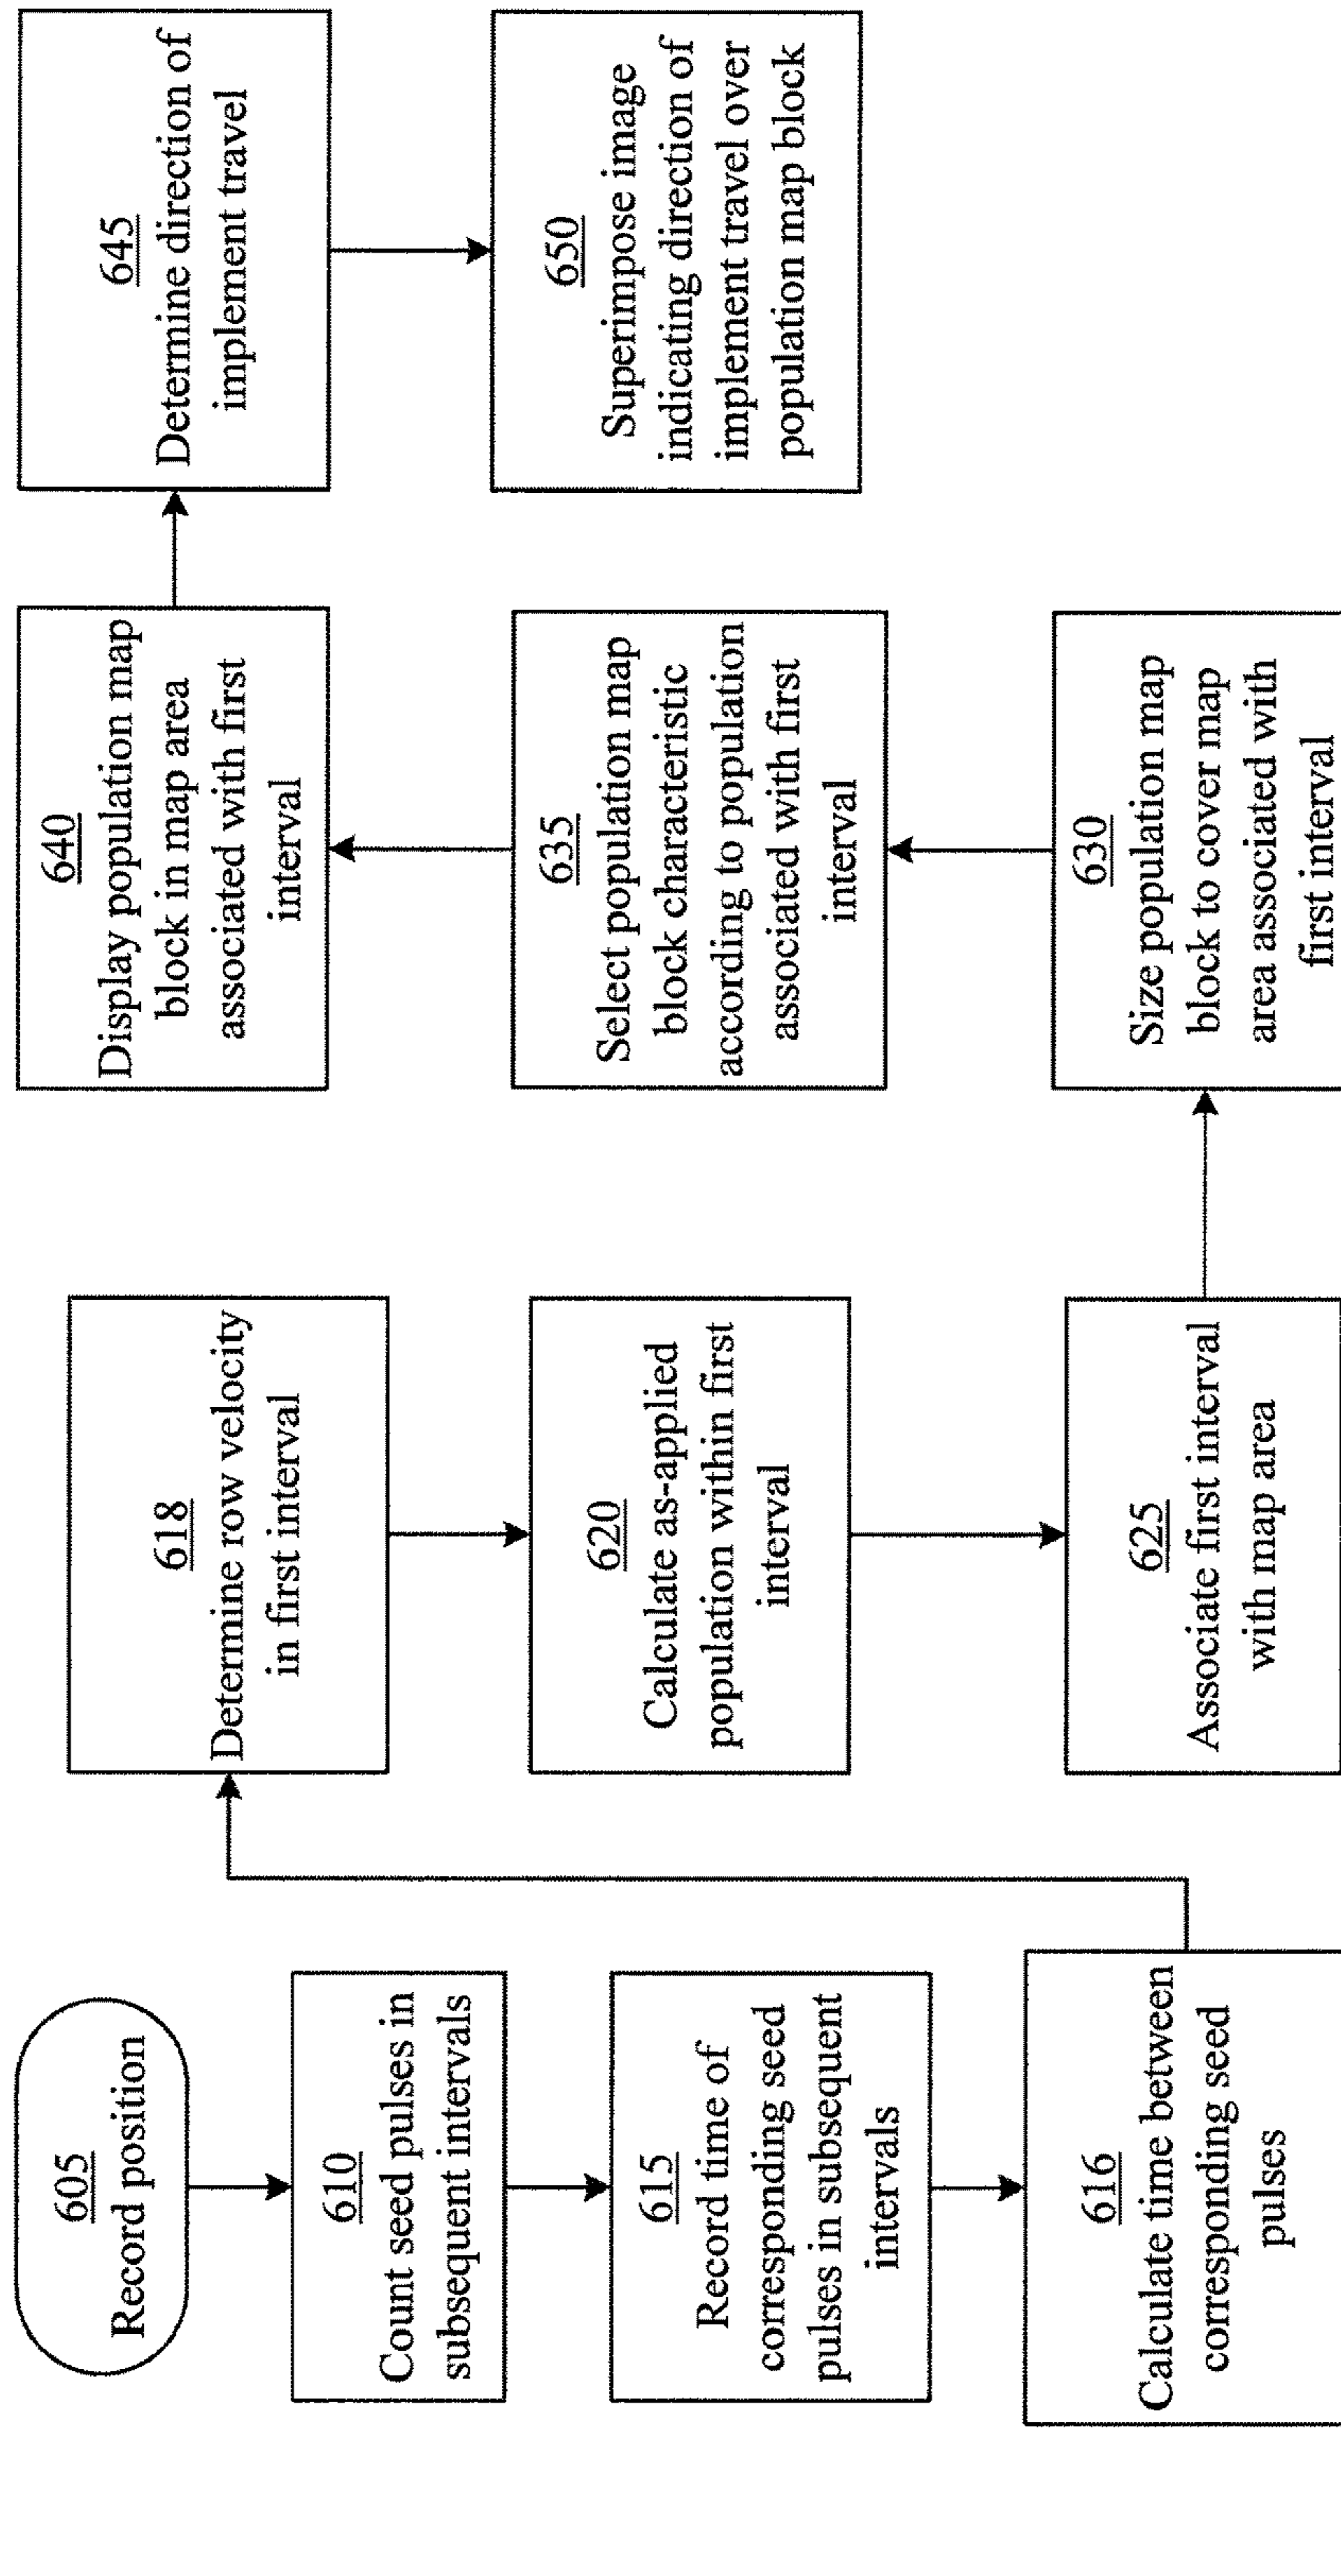 605
Record position
610
Count seed pulses in
subsequent intervals
615
Record time of
corresponding seed
pulses in subsequent
intervals
616
Calculate time between
corresponding seed
pulses
618
Determine row velocity
in first interval
620
Calculate as-applied
population within first
interval
625
Associate first interval
with map area
630
Size population map
block to cover map
area associated with
first interval
635
Select population map
block characteristic
according to population
associated with first
interval
640
Display population map
block in map area
associated with first
interval
645
Determine direction of
implement travel
650
Superimpose image
indicating direction of
implement travel over
population map block